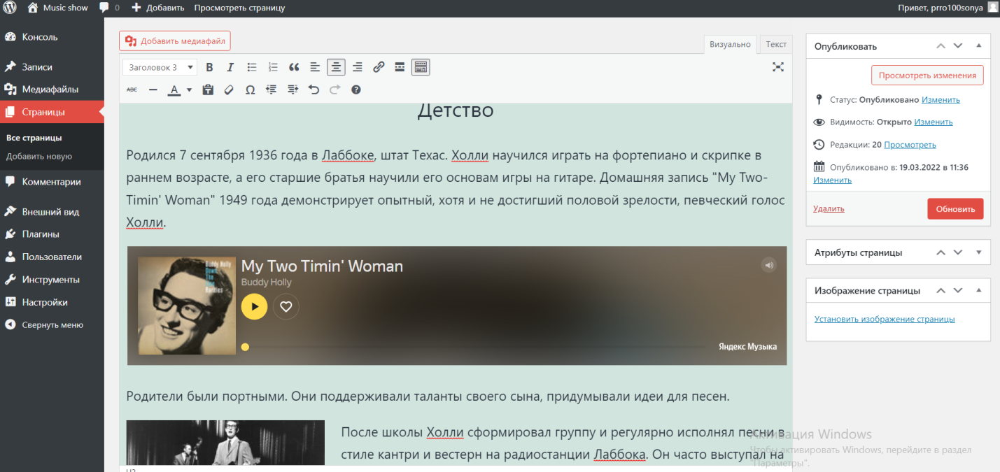 Music show
0
Добавить
Просмотреть страницу
Привет, prro100sonya
Консоль
Записи
Медиафайлы
Страницы
Все страницы
Добавить новую
Комментарии
Внешний вид
Плагины
Пользователи
Инструменты
Настройки
Свернуть меню
Добавить медиафайл
Визуально
Текст
Заголовок 3
B
I
ABC
A
Ω
Детство
Родился 7 сентября 1936 года в Лаббоке, штат Техас. Холли научился играть на фортепиано и скрипке в
раннем возрасте, а его старшие братья научили его основам игры на гитаре. Домашняя запись "My Two-
Timin' Woman" 1949 года демонстрирует опытный, хотя и не достигший половой зрелости, певческий голос
Холли.
Buddy Holly
Down
The
Rarities
My Two Timin' Woman
Buddy Holly
Яндекс Музыка
Родители были портными. Они поддерживали таланты своего сына, придумывали идеи для песен.
После школы Холли сформировал группу и регулярно исполнял песни в
стиле кантри и вестерн на радиостанции Лаббока. Он часто выступал на
H3
Опубликовать
Просмотреть изменения
Статус: Опубликовано Изменить
Видимость: Открыто Изменить
Редакции: 20 Просмотреть
Опубликовано в: 19.03.2022 в 11:36
Изменить
Удалить
Обновить
Атрибуты страницы
Изображение страницы
Установить изображение страницы
Активация Windows
Чтобы активировать Windows, перейдите в раздел
"Параметры".